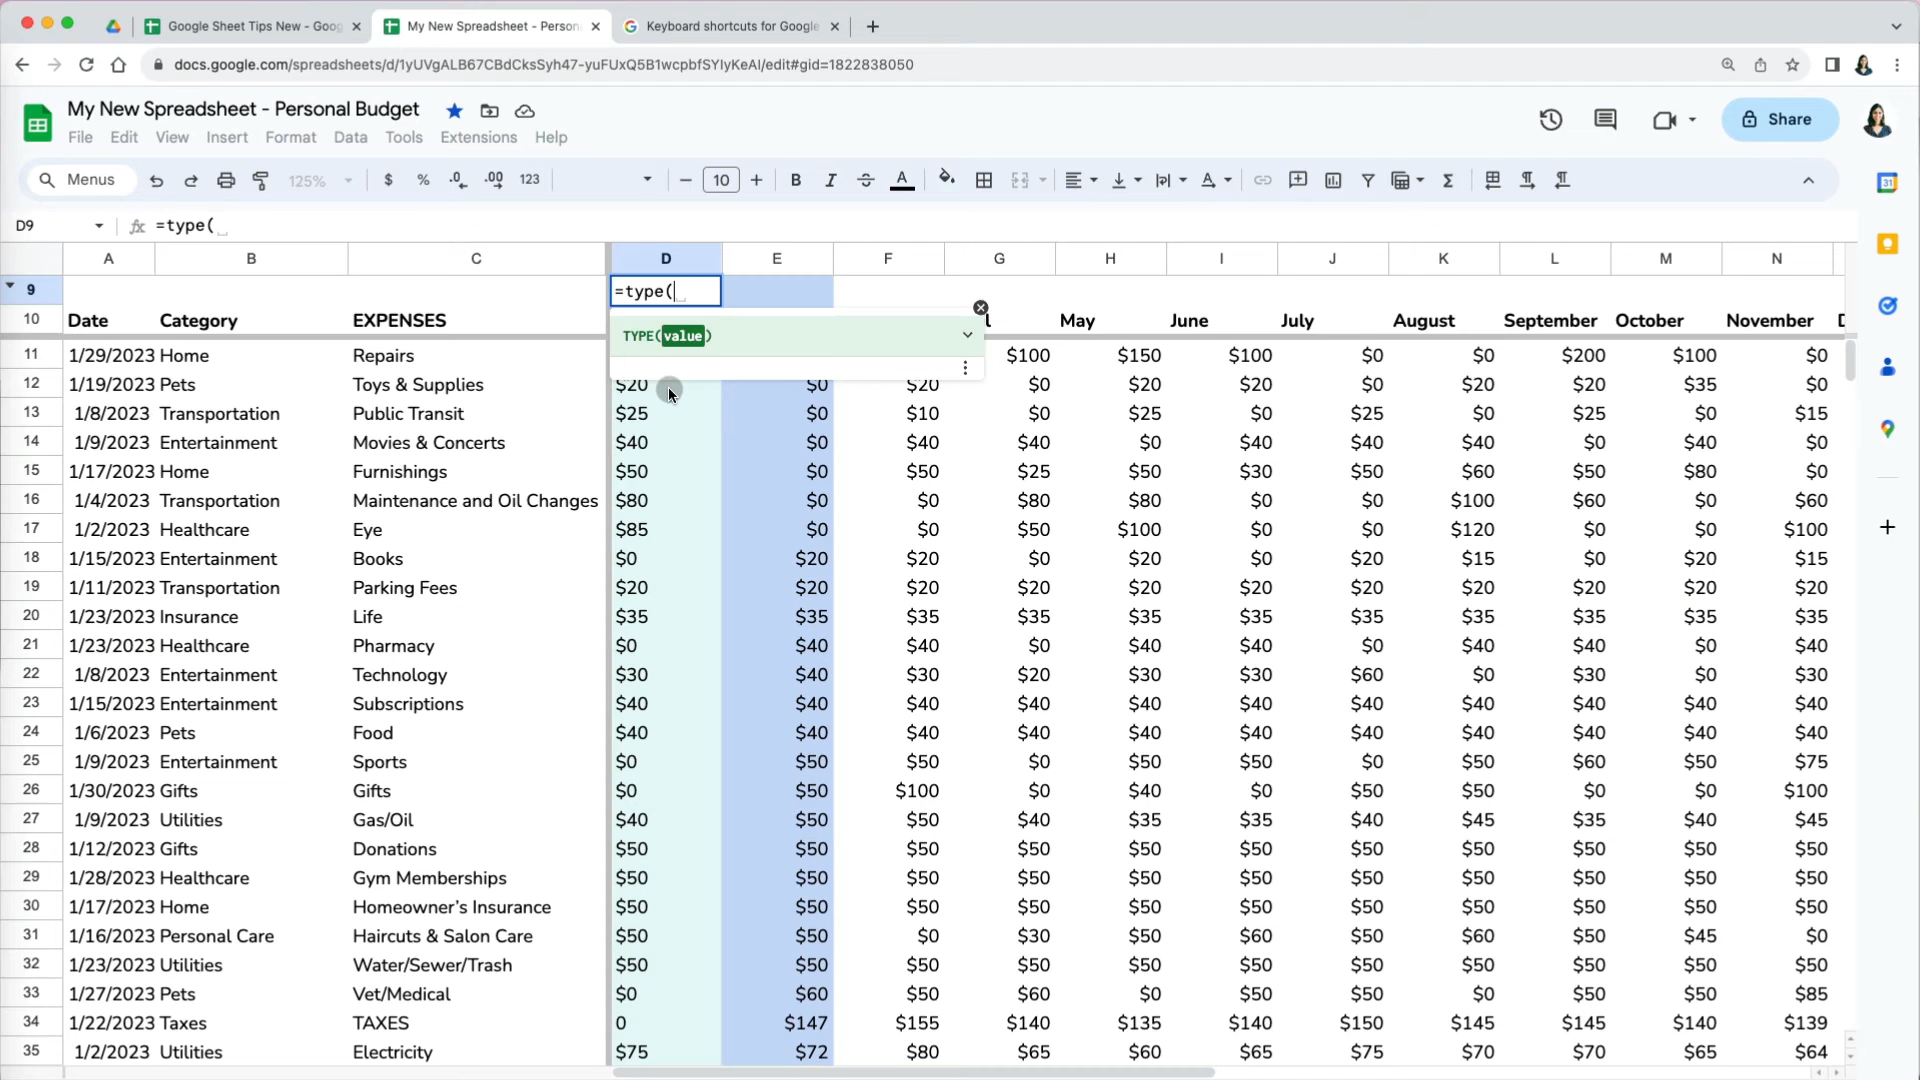 Google Sheet Tips New - Goog
My New Spreadsheet - Person
Keyboard shortcuts for Google
docs.google.com/spreadsheets/d/1yUVgALB67CBdCksSyh47-yuFUxQ5B1wcpbfSYIyKeAI/edit#gid=1822838050
My New Spreadsheet - Personal Budget
File Edit View Insert Format Data Tools Extensions Help
Share
Menus 125% $ % .0 .00 123 10 B I A
31
D9 fx =type(
A B C D E F G H I J K L M N
9 =type(
10 Date Category EXPENSES l May June July August September October November D
TYPE(value)
11 1/29/2023 Home Repairs $100 $150 $100 $0 $0 $200 $100 $0
12 1/19/2023 Pets Toys & Supplies $20 $0 $20 $0 $20 $20 $0 $20 $20 $35 $0
13 1/8/2023 Transportation Public Transit $25 $0 $10 $0 $25 $0 $25 $0 $25 $0 $15
14 1/9/2023 Entertainment Movies & Concerts $40 $0 $40 $40 $0 $40 $40 $40 $0 $40 $0
15 1/17/2023 Home Furnishings $50 $0 $50 $25 $50 $30 $50 $60 $50 $80 $0
16 1/4/2023 Transportation Maintenance and Oil Changes $80 $0 $0 $80 $80 $0 $0 $100 $60 $0 $60
17 1/2/2023 Healthcare Eye $85 $0 $0 $50 $100 $0 $0 $120 $0 $0 $100
18 1/15/2023 Entertainment Books $0 $20 $20 $0 $20 $0 $20 $15 $0 $20 $15
19 1/11/2023 Transportation Parking Fees $20 $20 $20 $20 $20 $20 $20 $20 $20 $20 $20
20 1/23/2023 Insurance Life $35 $35 $35 $35 $35 $35 $35 $35 $35 $35 $35
21 1/23/2023 Healthcare Pharmacy $0 $40 $40 $0 $40 $40 $0 $40 $40 $0 $40
22 1/8/2023 Entertainment Technology $30 $40 $30 $20 $30 $30 $60 $0 $30 $0 $30
23 1/15/2023 Entertainment Subscriptions $40 $40 $40 $40 $40 $40 $40 $40 $40 $40 $40
24 1/6/2023 Pets Food $40 $40 $40 $40 $40 $40 $40 $40 $40 $40 $40
25 1/9/2023 Entertainment Sports $0 $50 $50 $0 $50 $50 $0 $50 $60 $50 $75
26 1/30/2023 Gifts Gifts $0 $50 $100 $0 $40 $0 $50 $50 $0 $0 $100
27 1/9/2023 Utilities Gas/Oil $40 $50 $50 $40 $35 $35 $40 $45 $35 $40 $45
28 1/12/2023 Gifts Donations $50 $50 $50 $50 $50 $50 $50 $50 $50 $50 $50
29 1/28/2023 Healthcare Gym Memberships $50 $50 $50 $50 $50 $50 $50 $50 $50 $50 $50
30 1/17/2023 Home Homeowner’s Insurance $50 $50 $50 $50 $50 $50 $50 $50 $50 $50 $50
31 1/16/2023 Personal Care Haircuts & Salon Care $50 $50 $0 $30 $50 $60 $50 $60 $50 $45 $0
32 1/23/2023 Utilities Water/Sewer/Trash $50 $50 $50 $50 $50 $50 $50 $50 $50 $50 $50
33 1/27/2023 Pets Vet/Medical $0 $60 $50 $60 $0 $50 $50 $0 $50 $50 $85
34 1/22/2023 Taxes TAXES 0 $147 $155 $140 $135 $140 $150 $145 $145 $140 $139
35 1/2/2023 Utilities Electricity $75 $72 $80 $65 $60 $65 $75 $70 $70 $65 $64